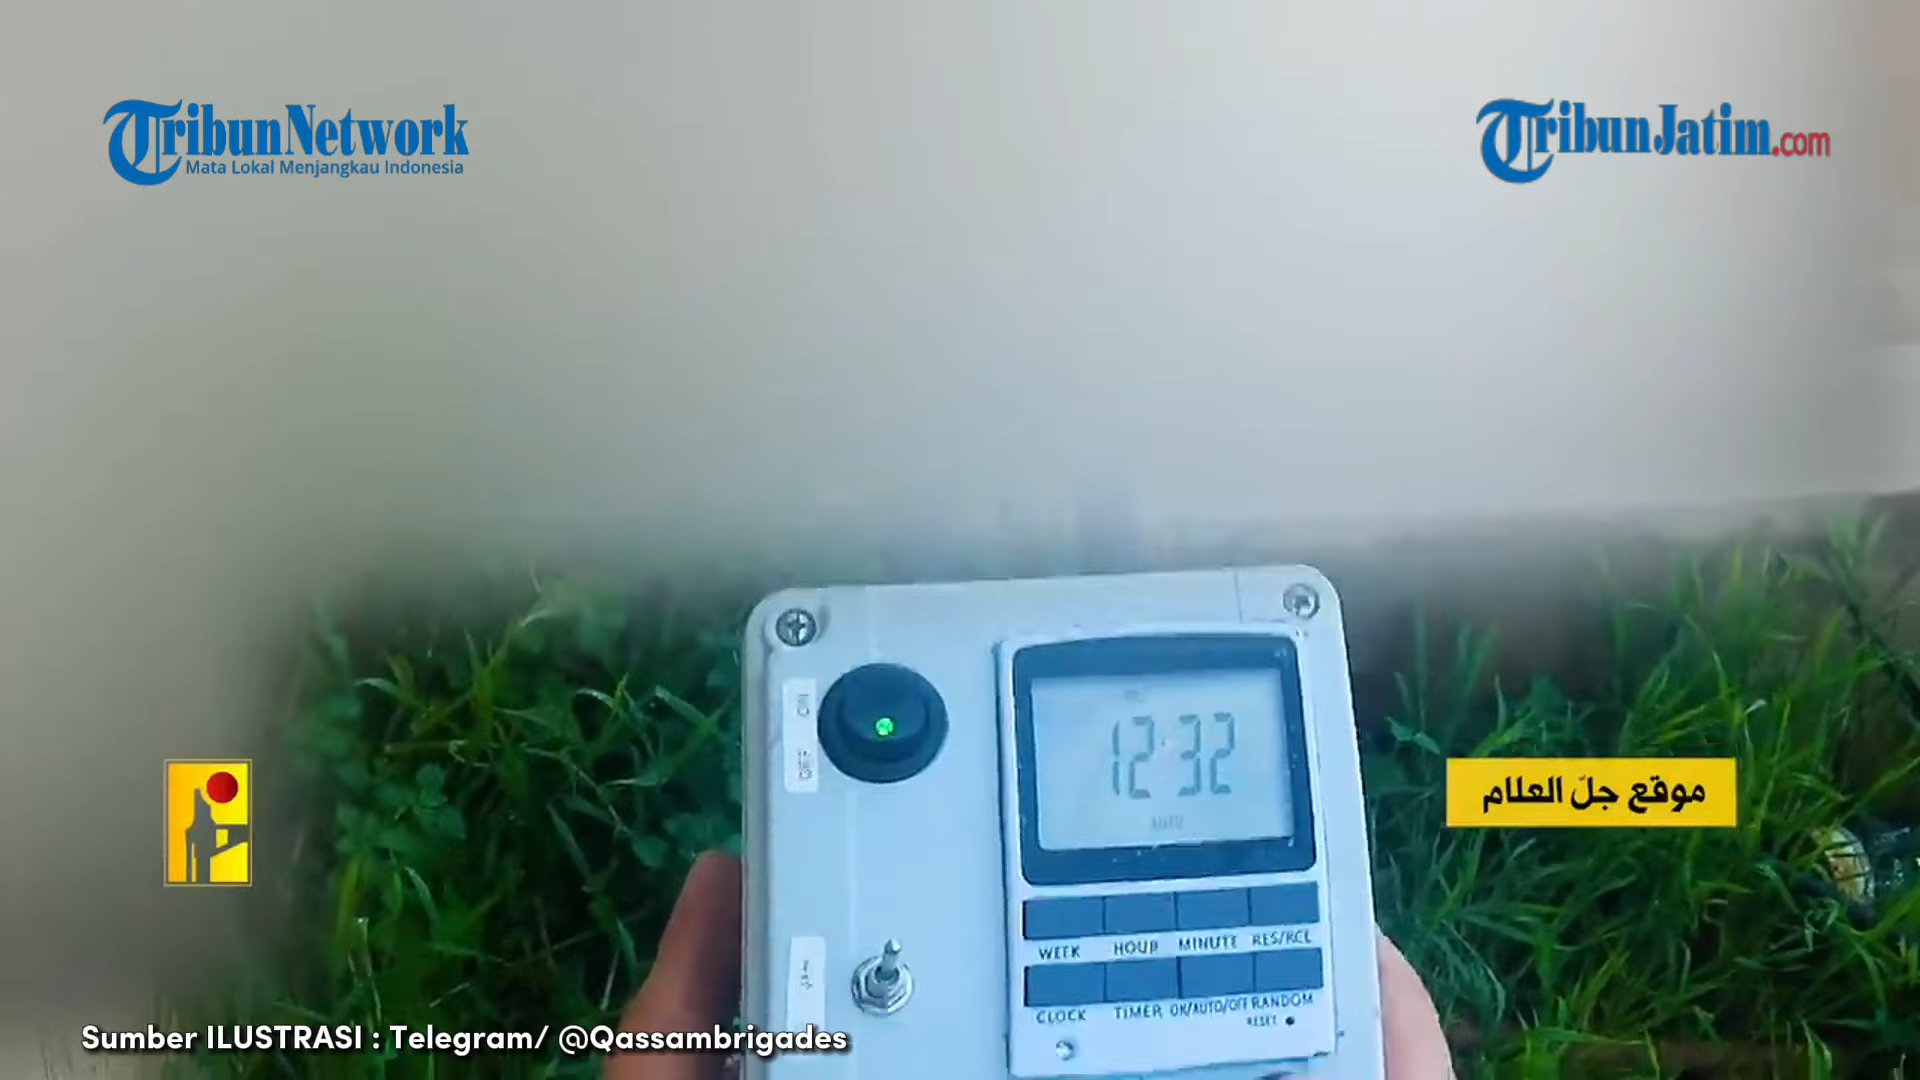 TribunNetwork
Mata Lokal Menjangkau Indonesia
TribunJatim.com
ON
OFF
12:32
AUTO
موقع جلّ العلام
WEEK HOUR MINUTE RES/RCL
CLOCK TIMER ON/AUTO/OFF RANDOM
RESET
Sumber ILUSTRASI : Telegram/ @Qassambrigades